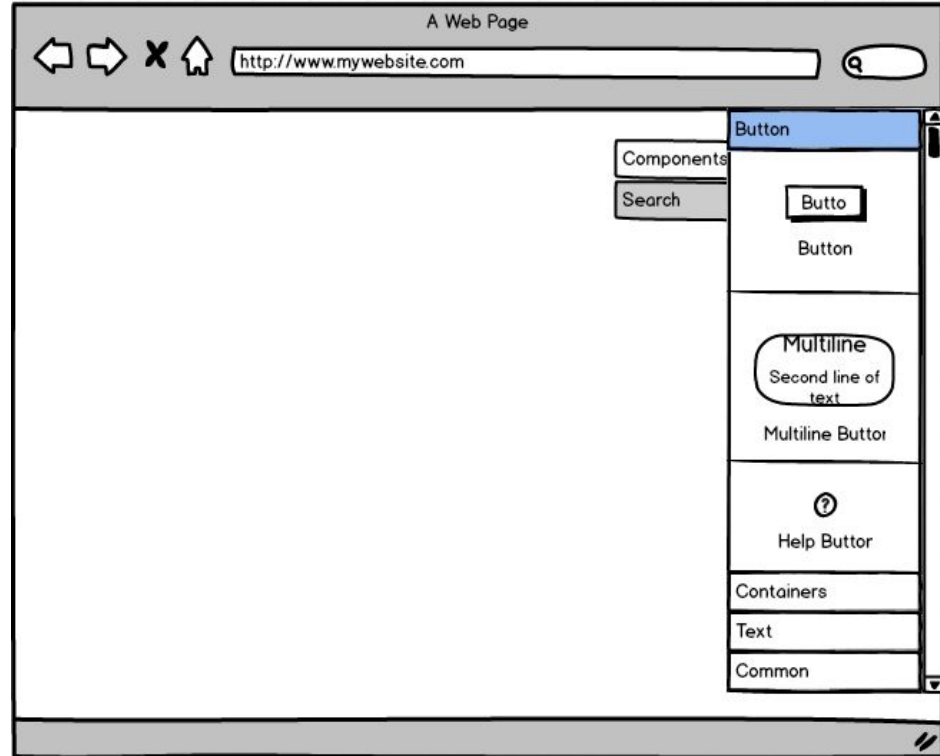 A Web Page
http://www.mywebsite.com
Button
Components
Search
Butto
Button
Multiline
Second line of
text
Multiline Buttor
?
Help Buttor
Containers
Text
Common